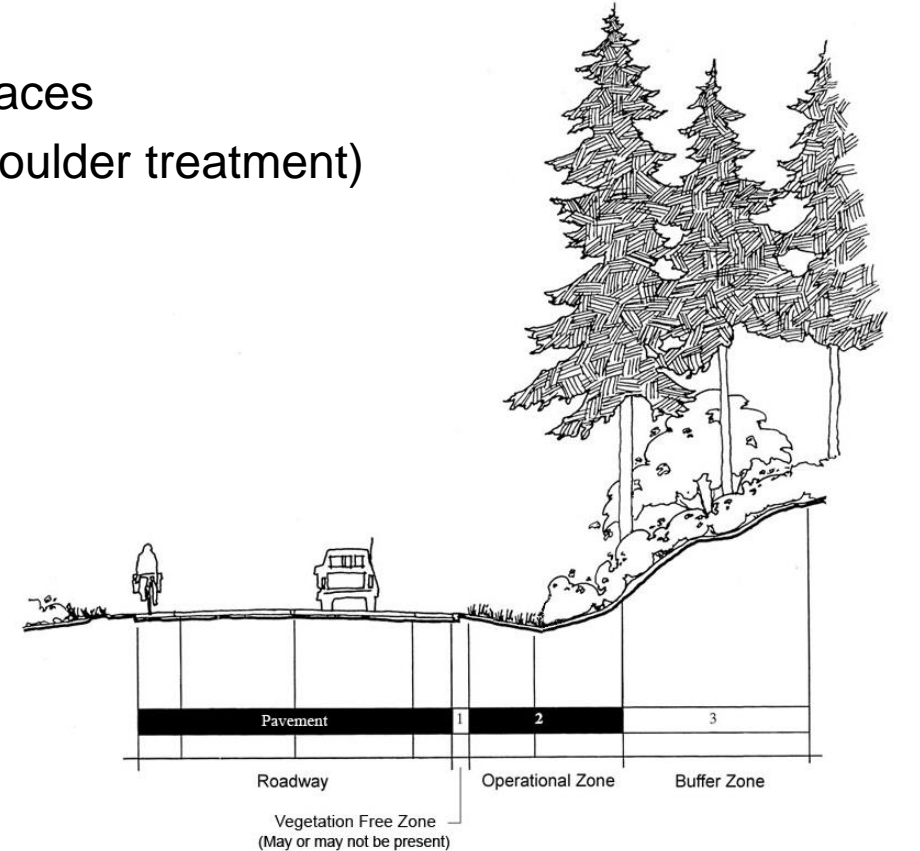 aces
oulder treatment)
Pavement 1 2 3
Roadway Operational Zone Buffer Zone
Vegetation Free Zone
(May or may not be present)